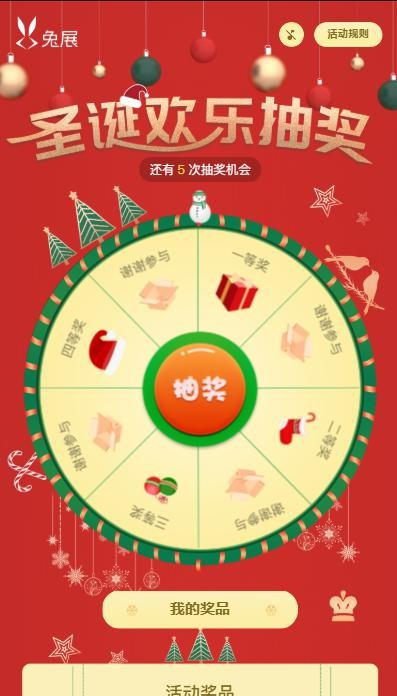 兔展
活动规则
圣诞欢乐抽奖
还有 5 次抽奖机会
谢谢参与
一等奖
四等奖
谢谢参与
抽奖
谢谢参与
二等奖
三等奖
谢谢参与
我的奖品
活动奖品